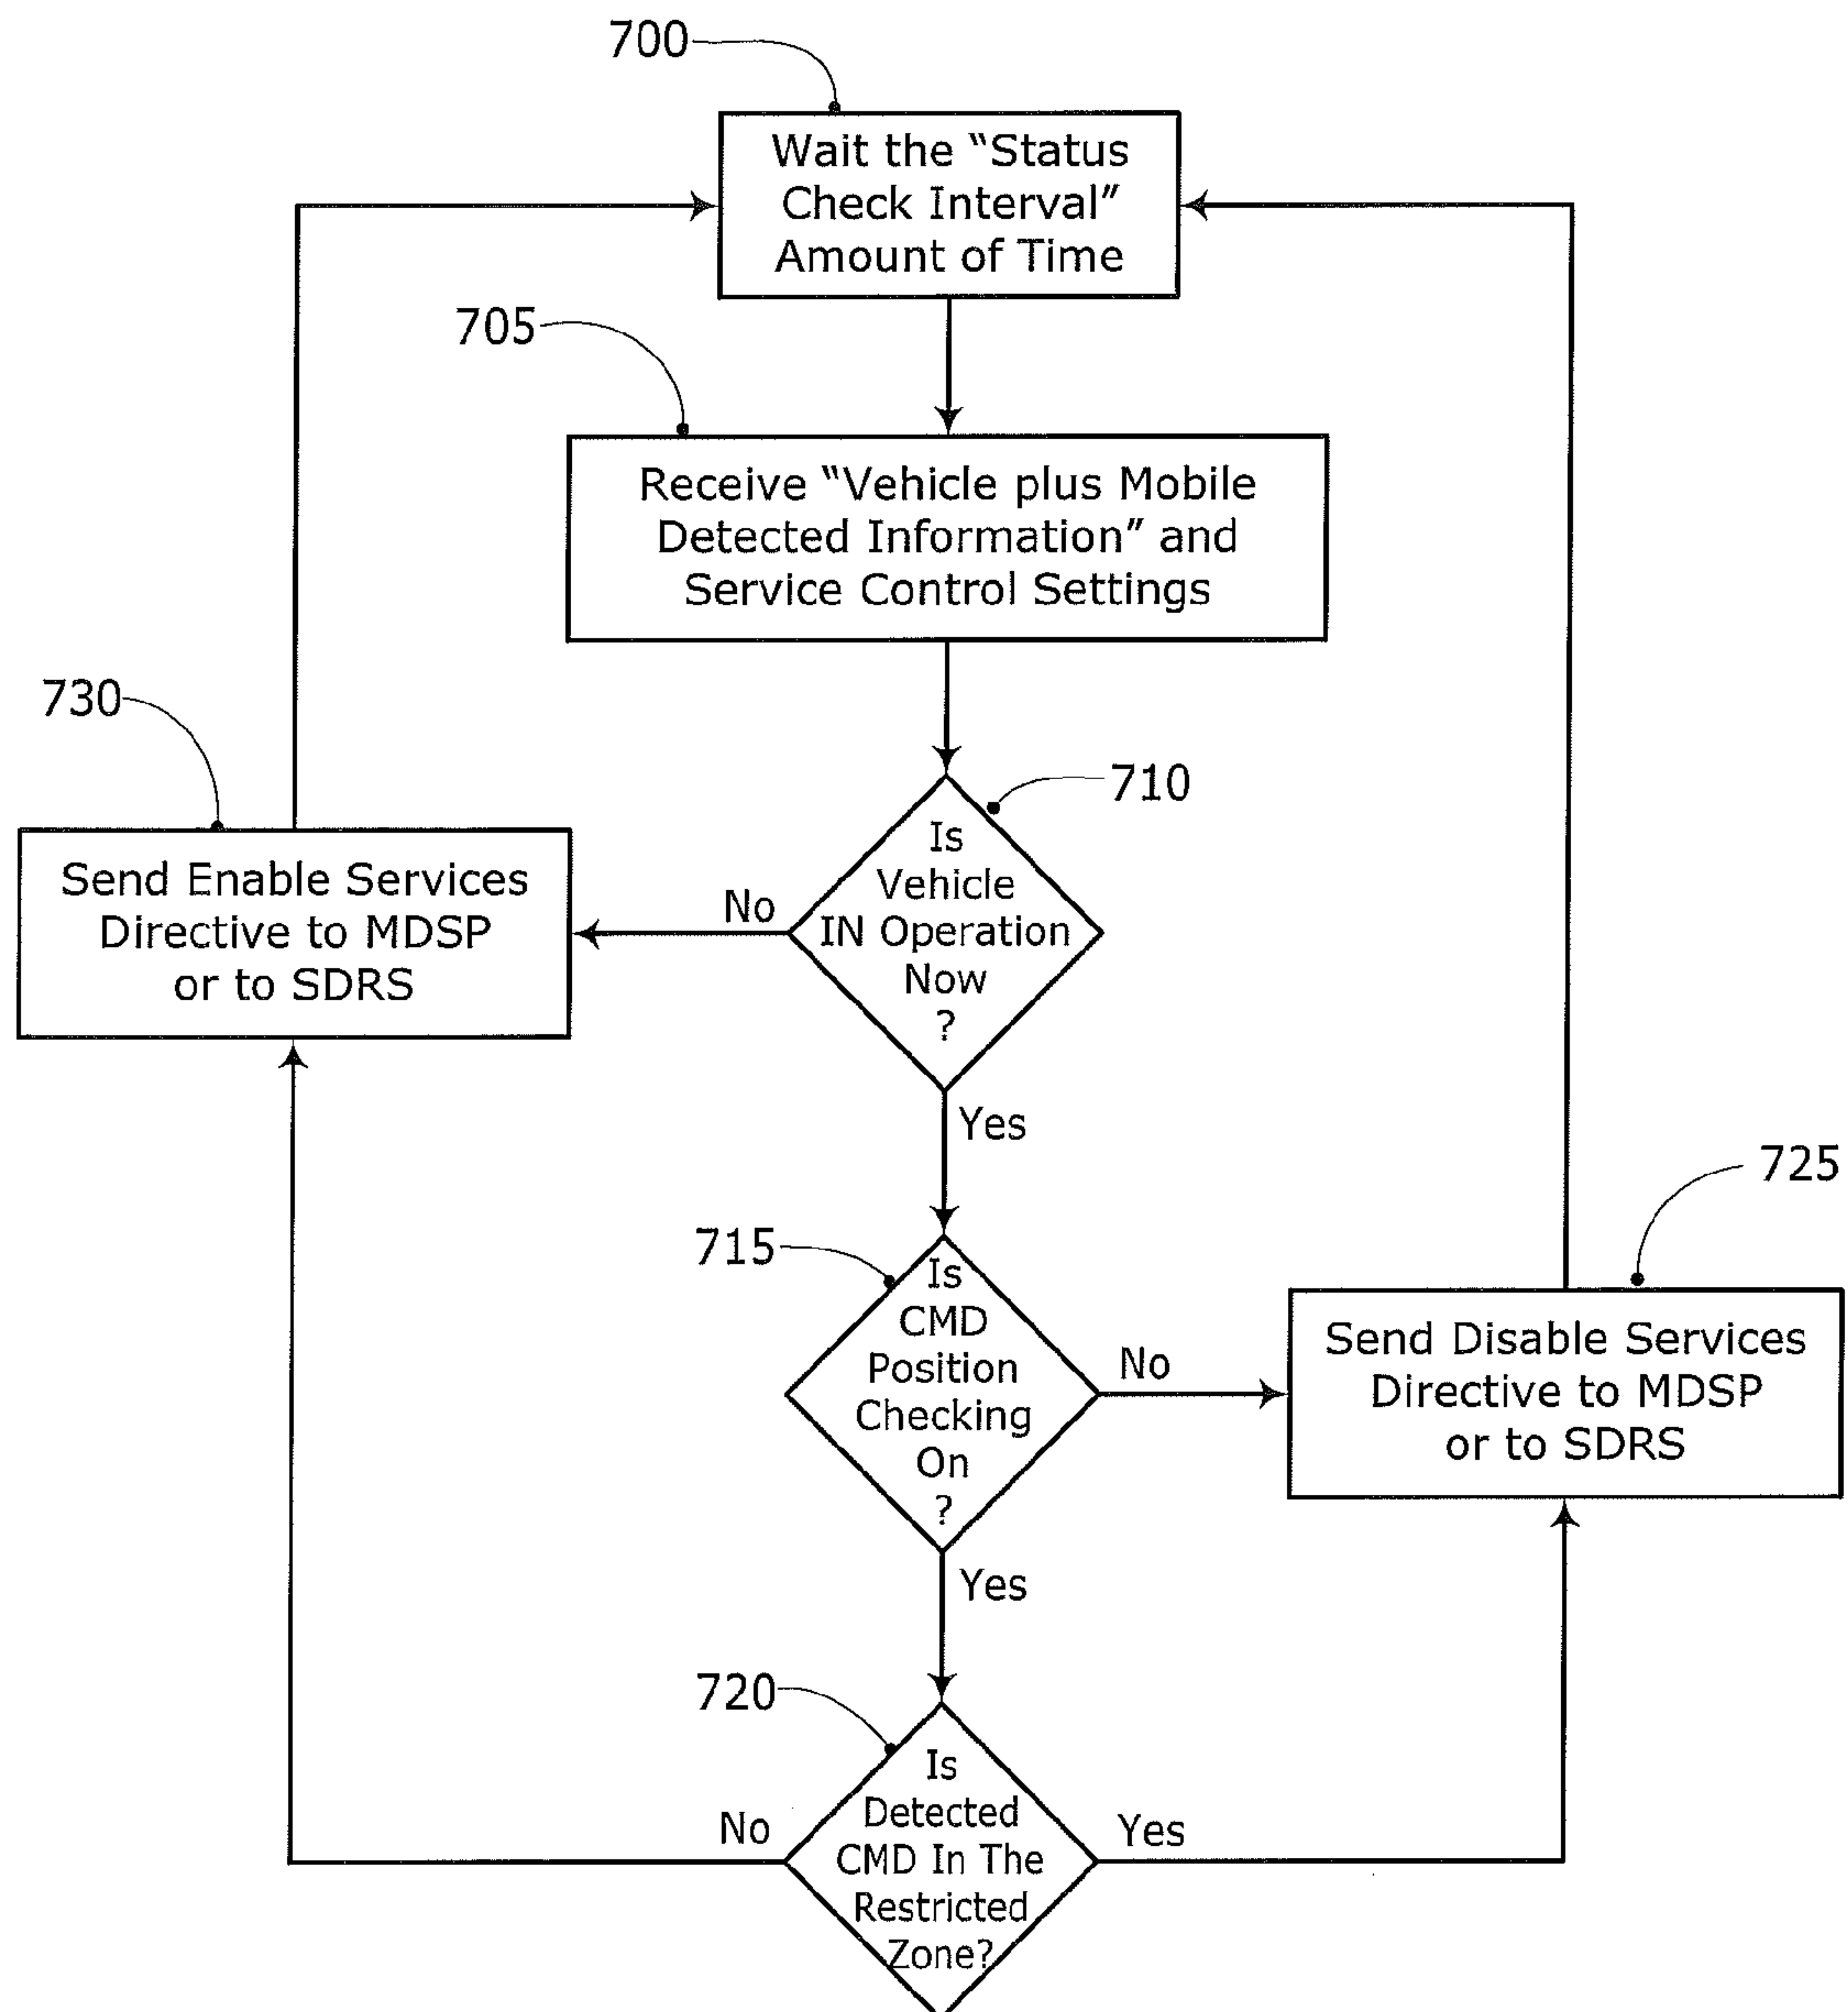 700
Wait the “Status
Check Interval”
Amount of Time
705
Receive “Vehicle plus Mobile
Detected Information” and
Service Control Settings
730
710
Send Enable Services
Directive to MDSP
or to SDRS
No
Is
Vehicle
IN Operation
Now
?
Yes
725
715
Is
CMD
Position
Checking
On
?
No
Send Disable Services
Directive to MDSP
or to SDRS
Yes
720
Is
Detected
CMD In The
Restricted
Zone?
No
Yes